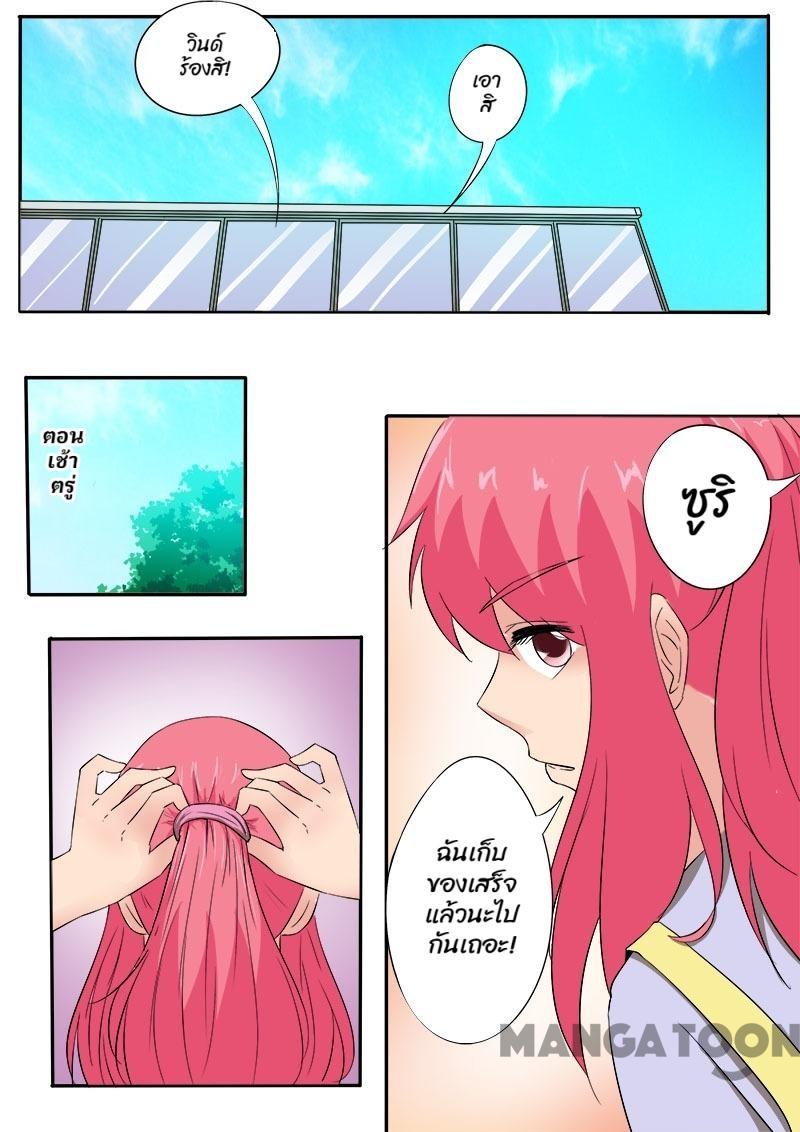 วินด์
ร้องสิ!
เอา
สิ
ตอน
เช้า
ตรู่
ซูริ
ฉันเก็บ
ของเสร็จ
แล้วนะไป
กันเถอะ!
MANGATOON